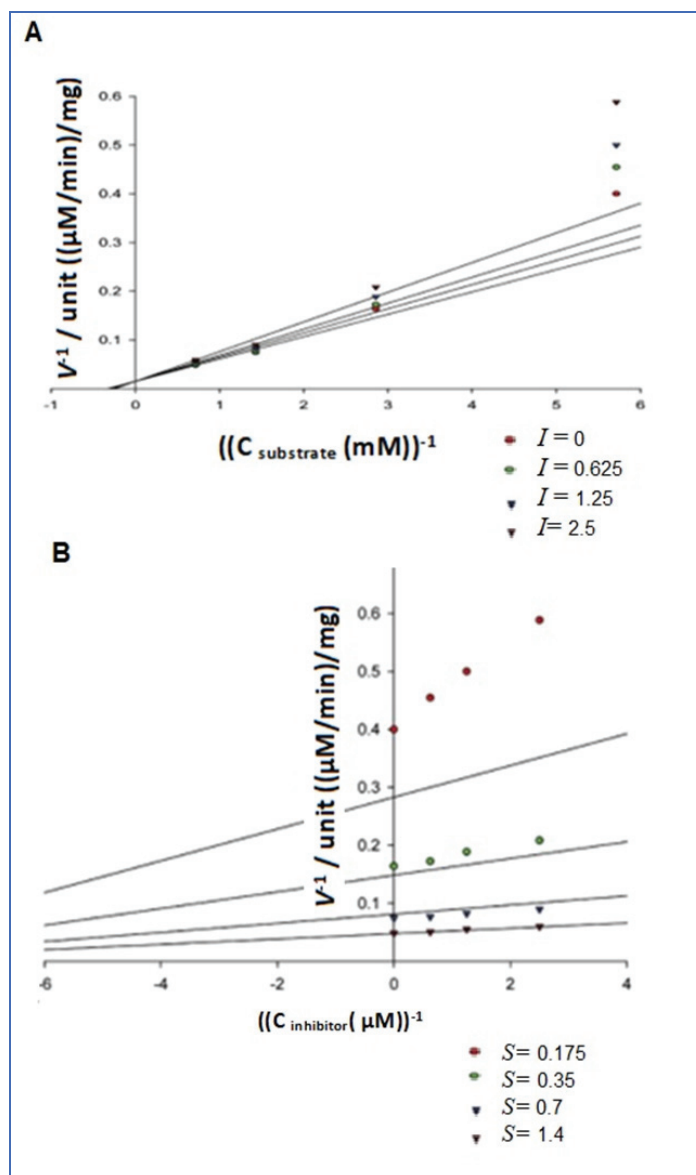 A
V-1 / unit ((µM/min)/mg)
0.6
0.5
0.4
0.3
0.2
0.1
-1 0 1 2 3 4 5 6
((C substrate (mM))-1
I = 0
I = 0.625
I = 1.25
I= 2.5
B
V-1 / unit ((µM/min)/mg)
0.6
0.5
0.4
0.3
0.2
0.1
-6 -4 -2 0 2 4
((C inhibitor( µM))-1
S= 0.175
S= 0.35
S= 0.7
S= 1.4